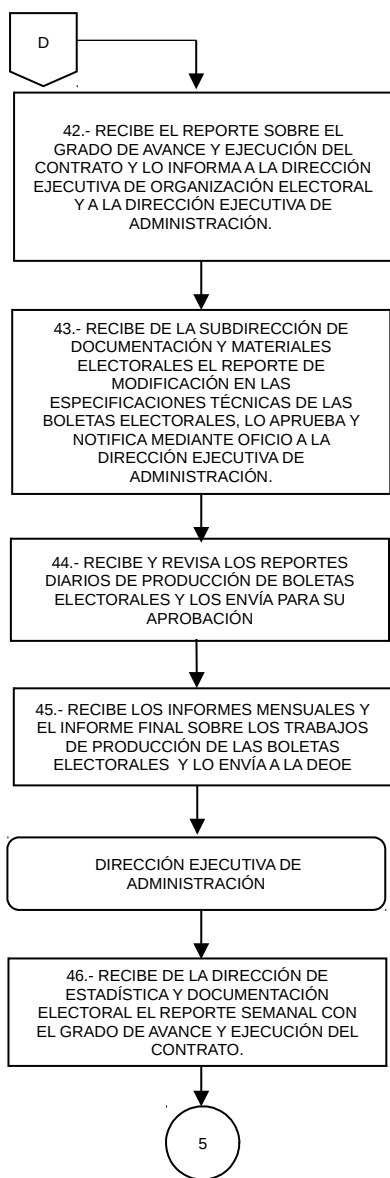 D
42.- RECIBE EL REPORTE SOBRE EL
GRADO DE AVANCE Y EJECUCIÓN DEL
CONTRATO Y LO INFORMA A LA DIRECCIÓN
EJECUTIVA DE ORGANIZACIÓN ELECTORAL
Y A LA DIRECCIÓN EJECUTIVA DE
ADMINISTRACIÓN.
43.- RECIBE DE LA SUBDIRECCIÓN DE
DOCUMENTACIÓN Y MATERIALES
ELECTORALES EL REPORTE DE
MODIFICACIÓN EN LAS
ESPECIFICACIONES TÉCNICAS DE LAS
BOLETAS ELECTORALES, LO APRUEBA Y
NOTIFICA MEDIANTE OFICIO A LA
DIRECCIÓN EJECUTIVA DE
ADMINISTRACIÓN.
44.- RECIBE Y REVISA LOS REPORTES
DIARIOS DE PRODUCCIÓN DE BOLETAS
ELECTORALES Y LOS ENVÍA PARA SU
APROBACIÓN
45.- RECIBE LOS INFORMES MENSUALES Y
EL INFORME FINAL SOBRE LOS TRABAJOS
DE PRODUCCIÓN DE LAS BOLETAS
ELECTORALES  Y LO ENVÍA A LA DEOE
DIRECCIÓN EJECUTIVA DE
ADMINISTRACIÓN
46.- RECIBE DE LA DIRECCIÓN DE
ESTADÍSTICA Y DOCUMENTACIÓN
ELECTORAL EL REPORTE SEMANAL CON
EL GRADO DE AVANCE Y EJECUCIÓN DEL
CONTRATO.
5